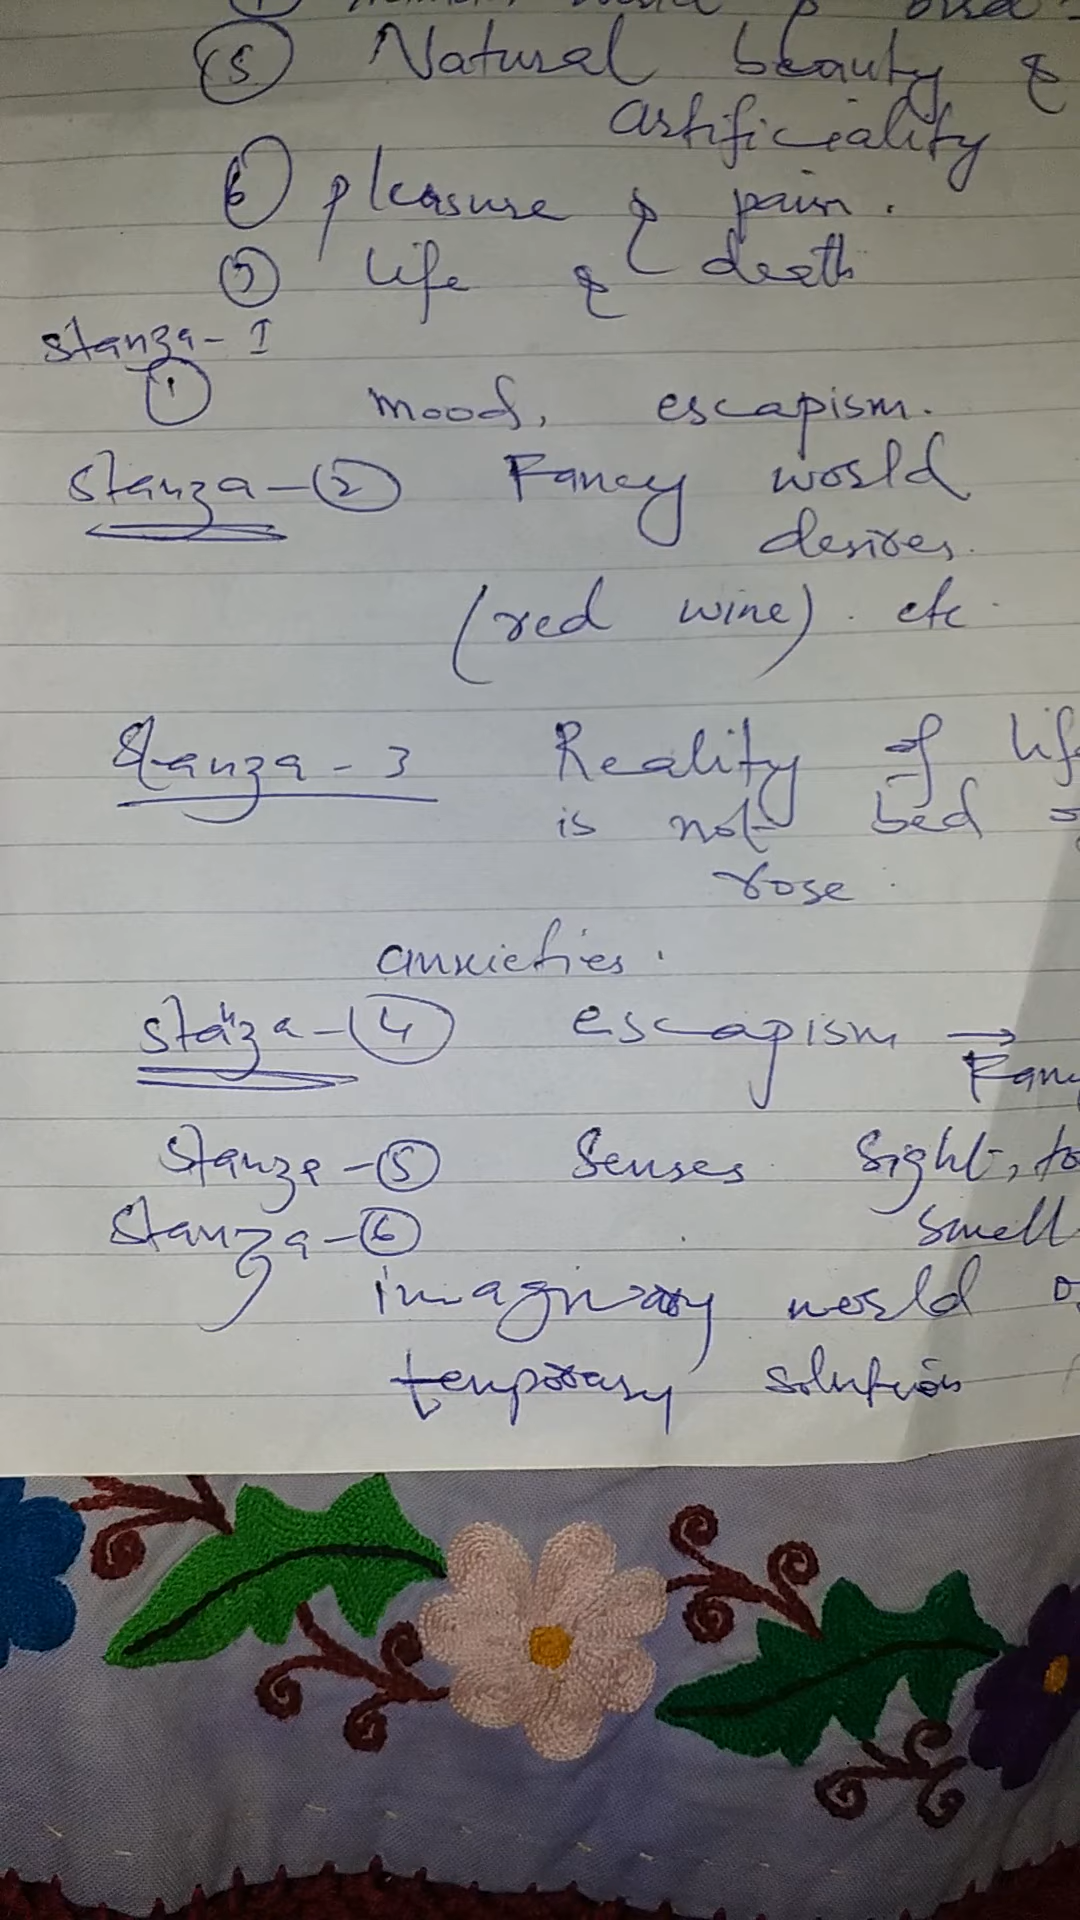 ⑤ Natural beauty &
artificiality
⑥ pleasure & pain.
⑦ life & death
Stanza - I
① mood, escapism.
Stanza - ② Fancy world
desires.
(red wine). etc.
Stanza - 3 Reality of life
is not bed of
rose.
anxieties.
Stanza - ④ escapism →
Stanza - ⑤ Senses Sight,
Stanza - ⑥ smell
imaginary world
temporary solution